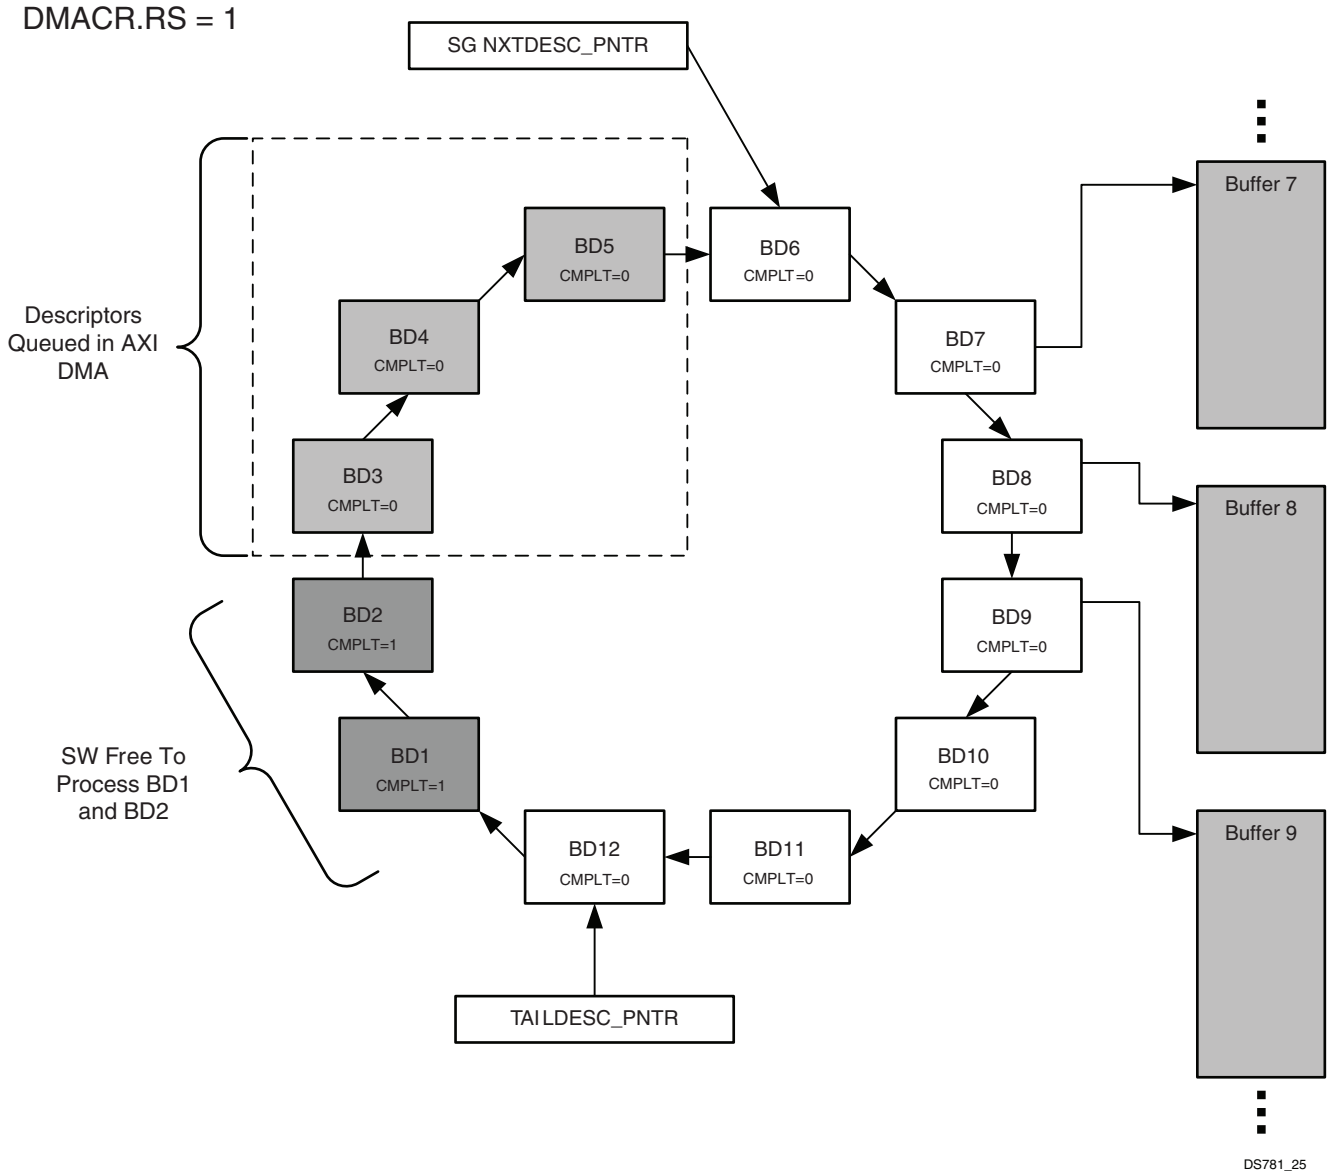 DMACR.RS = 1
SG NXTDESC_PNTR
Buffer 7
BD5
CMPLT=0
BD6
CMPLT=0
Descriptors
Queued in AXI
DMA
BD4
CMPLT=0
BD7
CMPLT=0
BD3
CMPLT=0
BD8
CMPLT=0
Buffer 8
BD2
CMPLT=1
BD9
CMPLT=0
SW Free To
Process BD1
and BD2
BD1
CMPLT=1
BD10
CMPLT=0
BD12
CMPLT=0
BD11
CMPLT=0
Buffer 9
TAILDESC_PNTR
DS781_25